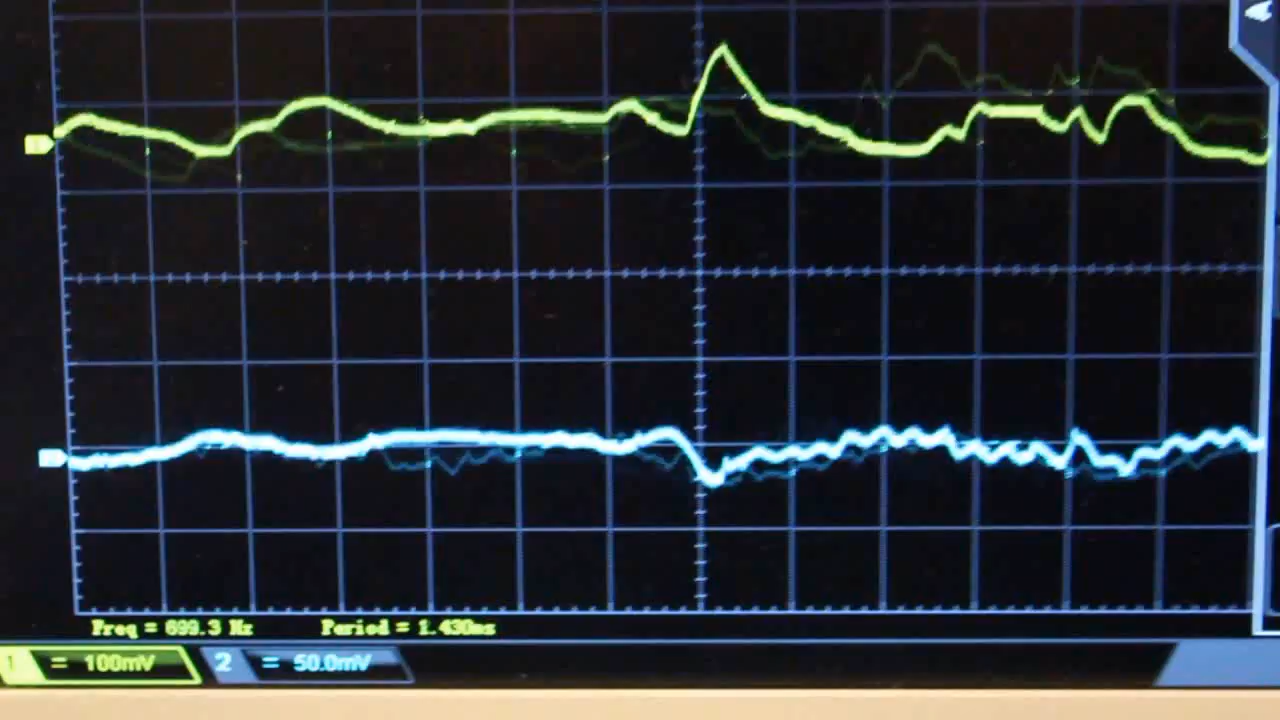 A
Freq = 699.3 Hz Period = 1.430ms
1 = 100mV 2 = 50.0mV